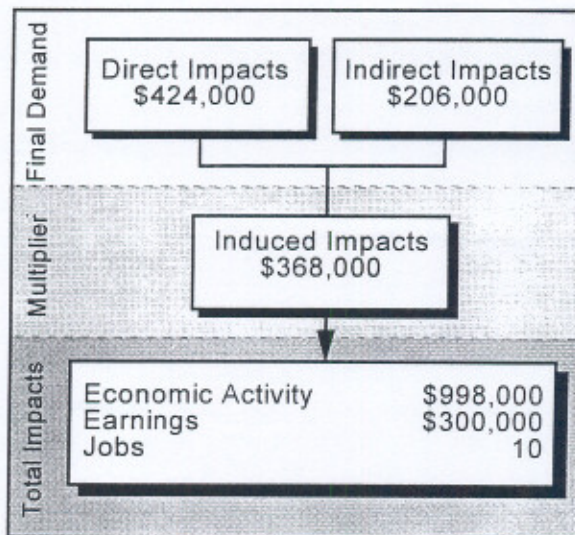 Final Demand
Direct Impacts
$424,000
Indirect Impacts
$206,000
Multiplier
Induced Impacts
$368,000
Total Impacts
Economic Activity $998,000
Earnings $300,000
Jobs 10